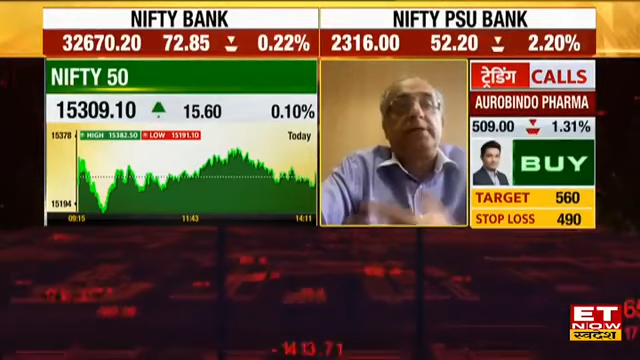 NIFTY BANK
32670.20 72.85 0.22%
NIFTY PSU BANK
2316.00 52.20 2.20%
NIFTY 50
15309.10 15.60 0.10%
15378 HIGH 15382.50 LOW 15191.10 Today
15194
09:15 11:43 14:11
ट्रेडिंग CALLS
AUROBINDO PHARMA
509.00 1.31%
BUY
TARGET 560
STOP LOSS 490
-1413.71
ET
NOW
स्वदेश